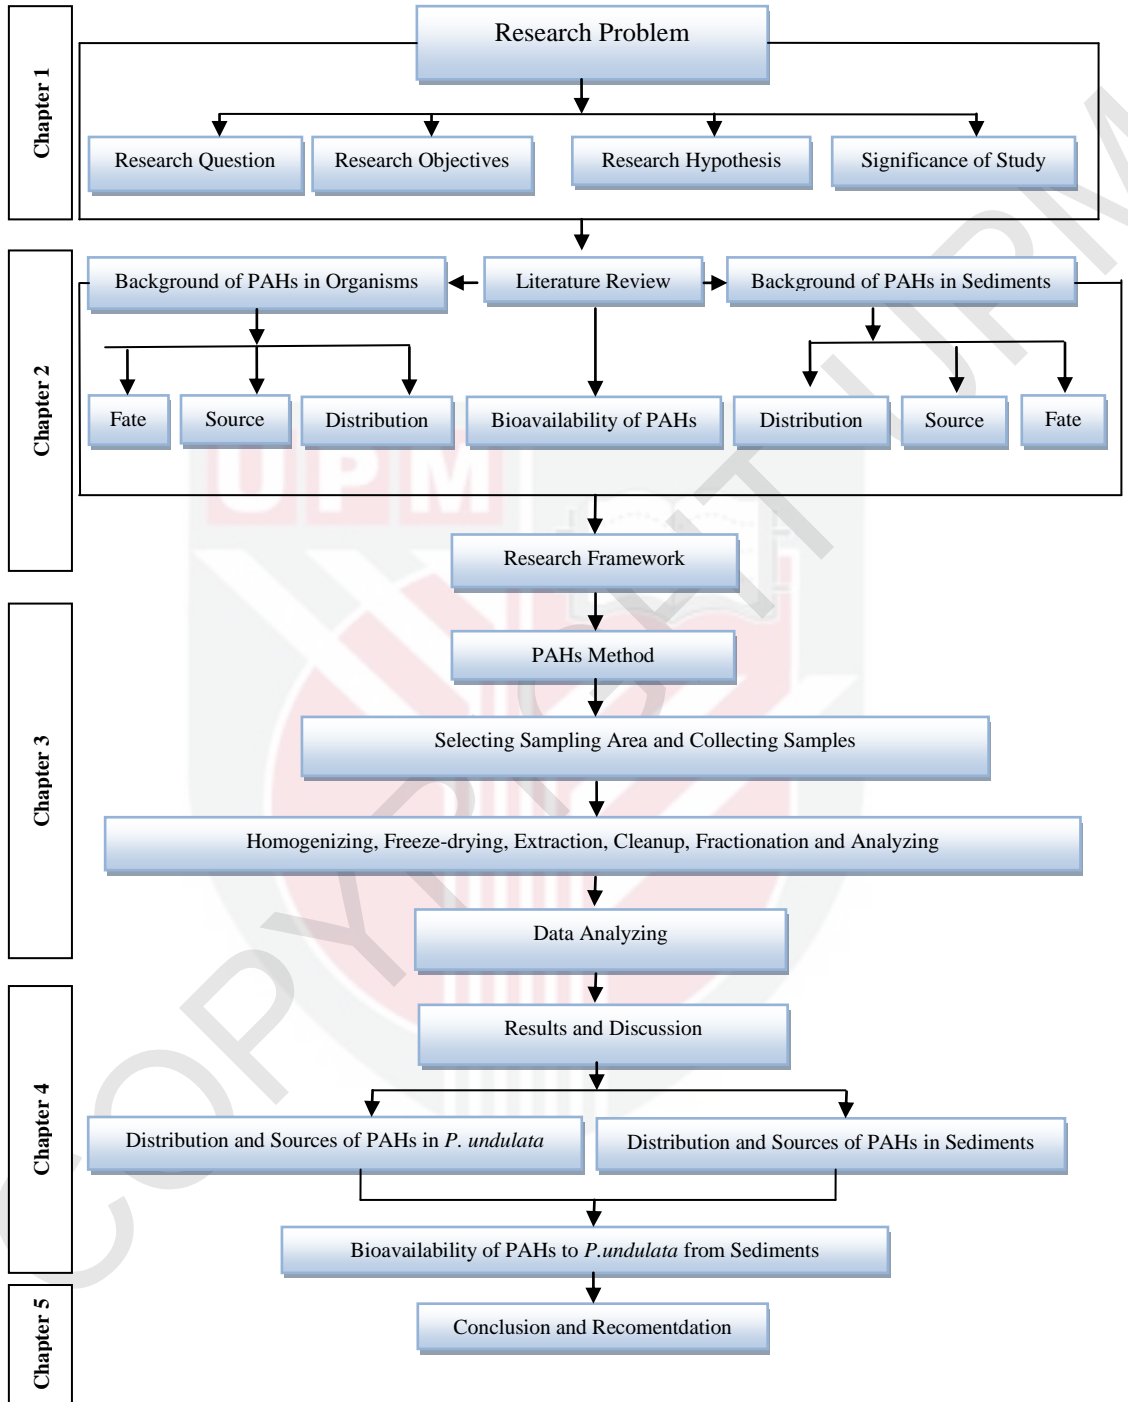 Chapter 1
Research Problem
Research Question
Research Objectives
Research Hypothesis
Significance of Study
Chapter 2
Background of PAHs in Organisms
Literature Review
Background of PAHs in Sediments
Fate
Source
Distribution
Bioavailability of PAHs
Distribution
Source
Fate
Research Framework
Chapter 3
PAHs Method
Selecting Sampling Area and Collecting Samples
Homogenizing, Freeze-drying, Extraction, Cleanup, Fractionation and Analyzing
Data Analyzing
Chapter 4
Results and Discussion
Distribution and Sources of PAHs in P. undulata
Distribution and Sources of PAHs in Sediments
Bioavailability of PAHs to P.undulata from Sediments
Chapter 5
Conclusion and Recomentdation
UPM
COPYRIGHT UPM